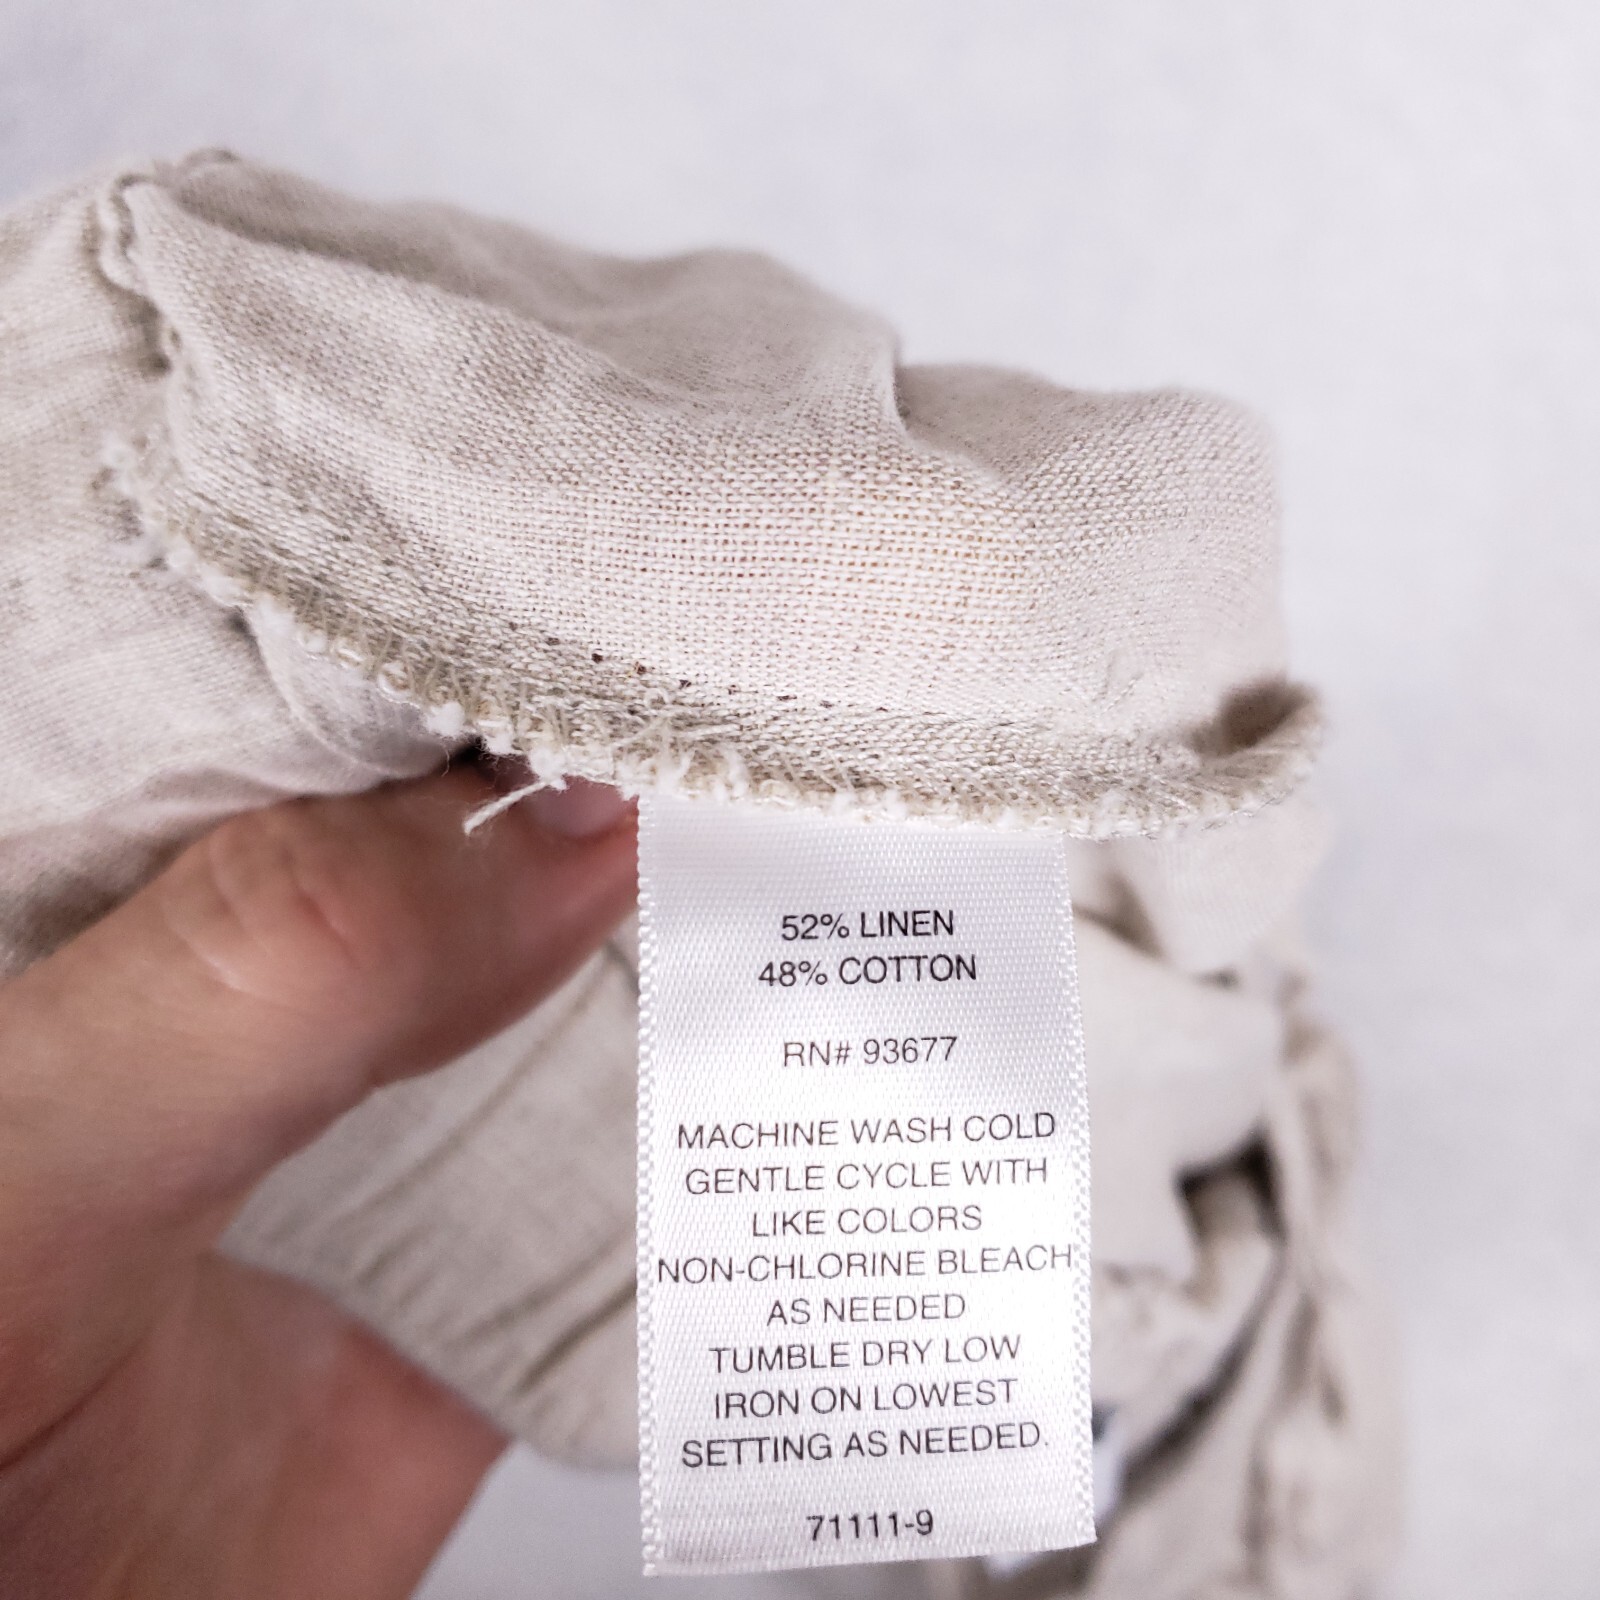 52% LINEN
48% COTTON
RN# 93677
MACHINE WASH COLD
GENTLE CYCLE WITH
LIKE COLORS
NON-CHLORINE BLEACH
AS NEEDED
TUMBLE DRY LOW
IRON ON LOWEST
SETTING AS NEEDED.
71111-9